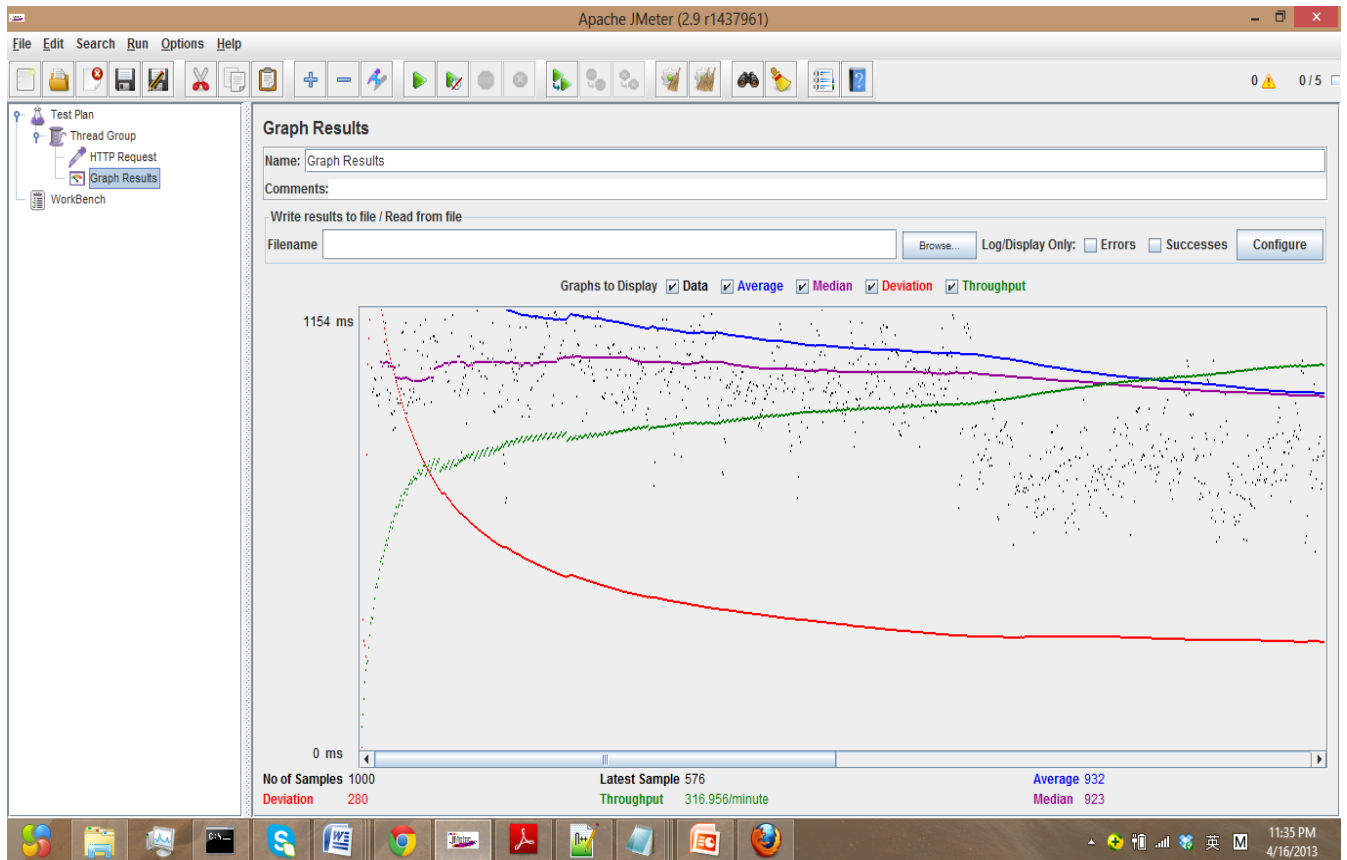 Apache JMeter (2.9 r1437961)
File Edit Search Run Options Help
0 0 / 5
Test Plan
Thread Group
HTTP Request
Graph Results
WorkBench
Graph Results
Name: Graph Results
Comments:
Write results to file / Read from file
Filename Browse... Log/Display Only: Errors Successes Configure
Graphs to Display Data Average Median Deviation Throughput
1154 ms
0 ms
No of Samples 1000 Latest Sample 576 Average 932
Deviation 280 Throughput 316.956/minute Median 923
英 M 11:35 PM
4/16/2013